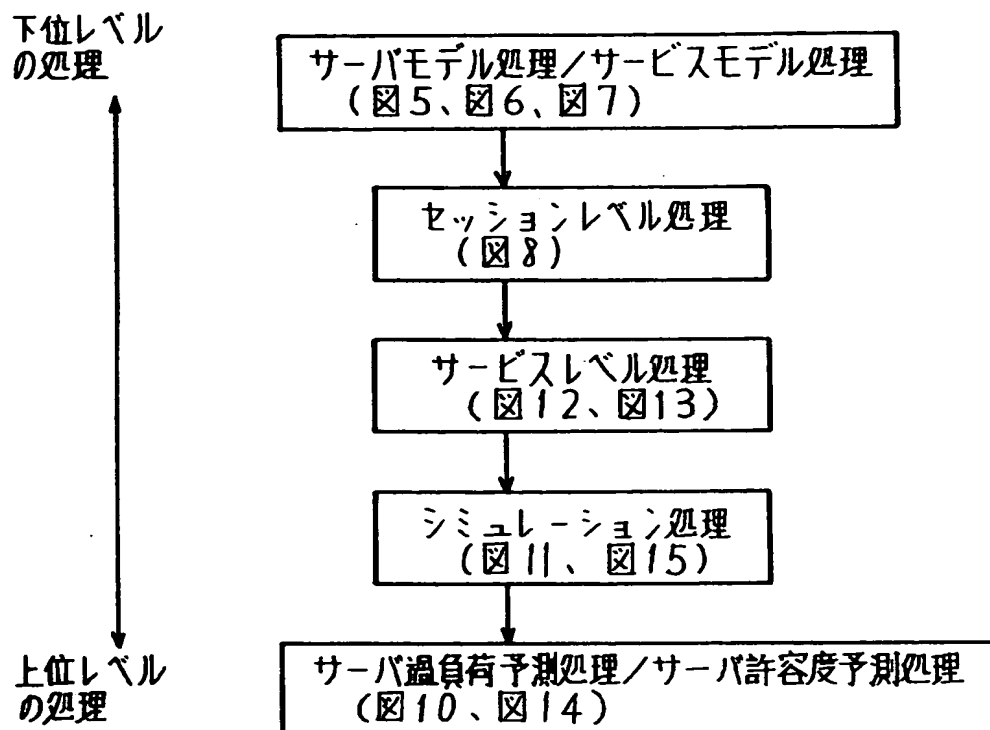 下位レベル
の処理
サーバモデル処理/サービスモデル処理
(図5、図6、図7)
セッションレベル処理
(図8)
サービスレベル処理
(図12、図13)
シミュレーション処理
(図11、図15)
上位レベル
の処理
サーバ過負荷予測処理/サーバ許容度予測処理
(図10、図14)